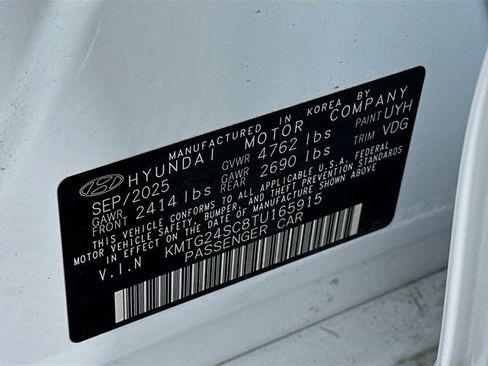 MANUFACTURED IN KOREA BY
HYUNDAI MOTOR COMPANY
SEP/2025 GVWR 4762 lbs PAINT UYH
GAWR 2414 lbs GAWR REAR 2690 lbs TRIM VDG
THIS VEHICLE CONFORMS TO ALL APPLICABLE U.S.A. FEDERAL
MOTOR VEHICLE SAFETY, BUMPER, AND THEFT PREVENTION STANDARDS
IN EFFECT ON THE DATE OF MANUFACTURE SHOWN ABOVE
V.I.N KMTG24SC8TU165915
PASSENGER CAR